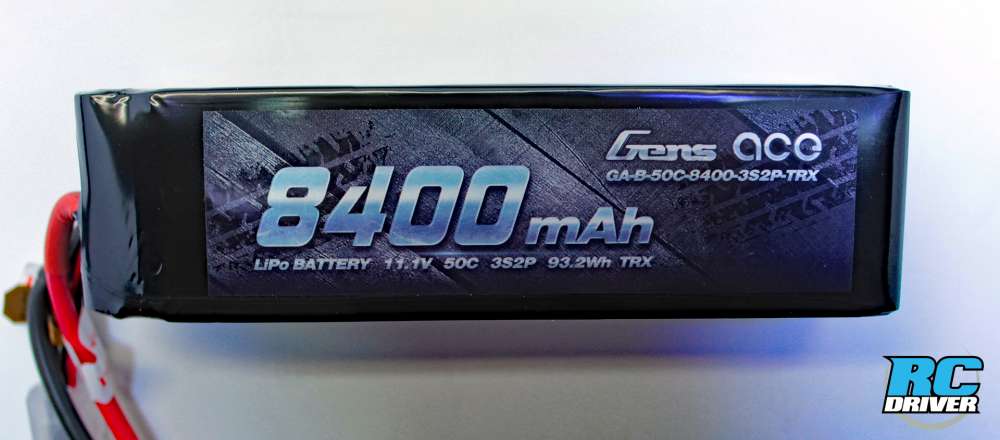 Gens ace
GA-B-50C-8400-3S2P-TRX
8400mAh
LiPo BATTERY 11.1V 50C 3S2P 93.2Wh TRX
RC
DRIVER